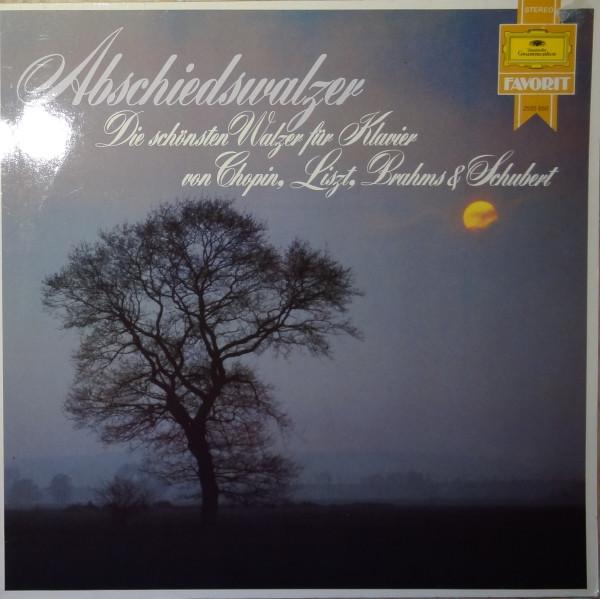 STEREO
Deutsche
Grammophon
FAVORIT
Abschiedswalzer
Die schönsten Walzer für Klavier
von Chopin, Liszt, Brahms & Schubert